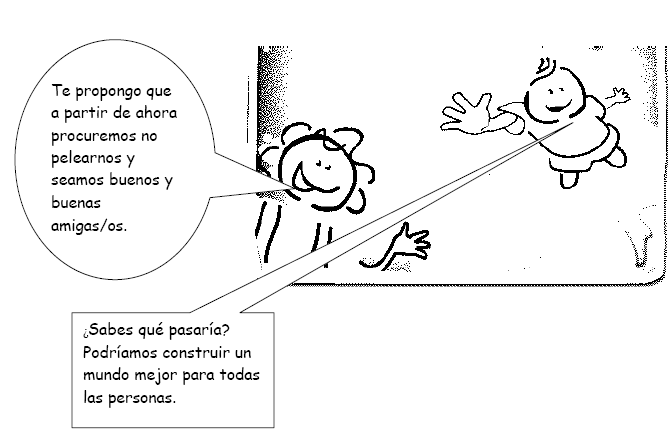 Te propongo que
a partir de ahora
procuremos no
pelearnos y
seamos buenos y
buenas
amigas/os.
¿Sabes qué pasaría?
Podríamos construir un
mundo mejor para todas
las personas.